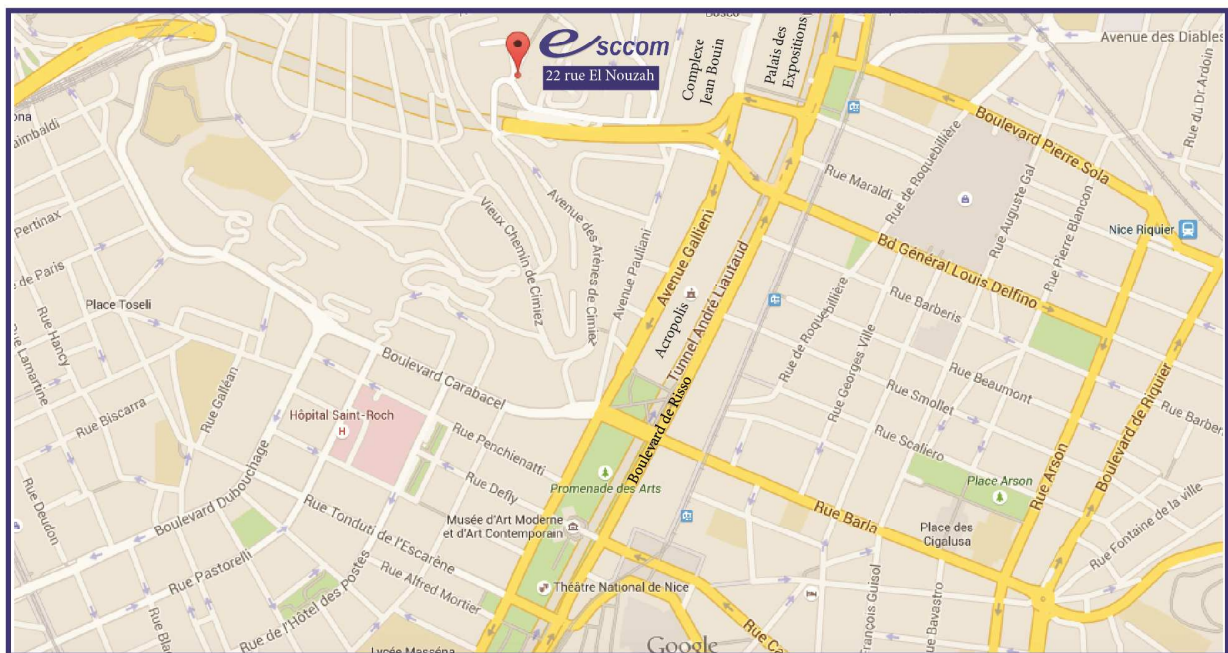 esccom
22 rue El Nouzah
Complexe
Jean Bouin
Palais des
Expositions
Avenue des Diables
Rue du Dr. Ardoin
Boulevard Pierre Sola
Rue de Roquebillière
Rue Maraldi
Rue Auguste Gal
Rue Pierre Blancon
Nice Riquier
Bd Général Louis Delfino
Pertinax
de Paris
Place Toseli
Rue Hancy
Rue Lamartine
Rue Biscarra
Rue Galléan
Vieux Chemin de Cimiez
Avenue des Arènes de Cimiez
Avenue Pauliani
Avenue Gallieni
Acropolis
Tunnel André Liautaud
Boulevard de Risso
Rue de Roquebillière
Rue Barberis
Rue Georges Ville
Rue Beaumont
Rue Smolett
Rue Scaliero
Rue Barberi
Boulevard Carabacel
Hôpital Saint-Roch
H
Rue Penchienatti
Rue Defly
Promenade des Arts
Musée d'Art Moderne
et d'Art Contemporain
Théâtre National de Nice
Rue Barla
Place Arson
Place des
Cigalusa
Rue Arson
Boulevard de Riquier
Rue Fontaine de la ville
Rue Deudon
Boulevard Dubouchage
Rue Tonduti de l'Escarène
Rue Pastorelli
Rue Alfred Mortier
Rue de l'Hôtel des Postes
Lycée Masséna
Google
François Guisol
Rue Bavastro